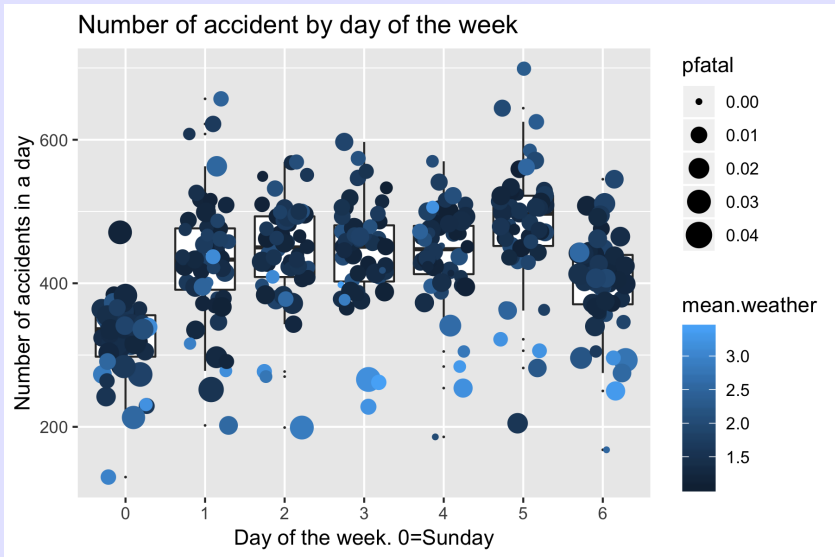 Number of accident by day of the week
Number of accidents in a day
600
400
200
0 1 2 3 4 5 6
Day of the week. 0=Sunday
pfatal
0.00
0.01
0.02
0.03
0.04
mean.weather
3.0
2.5
2.0
1.5